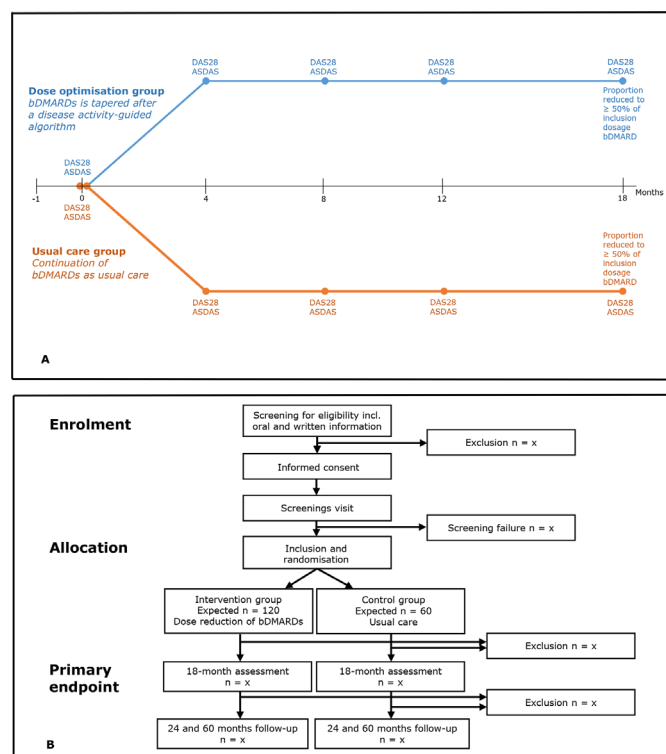 DAS28
ASDAS
DAS28
ASDAS
DAS28
ASDAS
DAS28
ASDAS
Dose optimisation group
bDMARDs is tapered after
a disease activity-guided
algorithm
Proportion
reduced to
≥ 50% of
inclusion
dosage
bDMARD
DAS28
ASDAS
-1
0
4
8
12
18
Months
DAS28
ASDAS
Usual care group
Continuation of
bDMARDs as usual care
Proportion
reduced to
≥ 50% of
inclusion
dosage
bDMARD
DAS28
ASDAS
DAS28
ASDAS
DAS28
ASDAS
DAS28
ASDAS
A
Enrolment
Screening for eligibility incl.
oral and written information
Exclusion n = x
Informed consent
Screenings visit
Screening failure n = x
Allocation
Inclusion and
randomisation
Intervention group
Expected n = 120
Dose reduction of bDMARDs
Control group
Expected n = 60
Usual care
Exclusion n = x
Primary
endpoint
18-month assessment
n = x
18-month assessment
n = x
Exclusion n = x
24 and 60 months follow-up
n = x
24 and 60 months follow-up
n = x
B